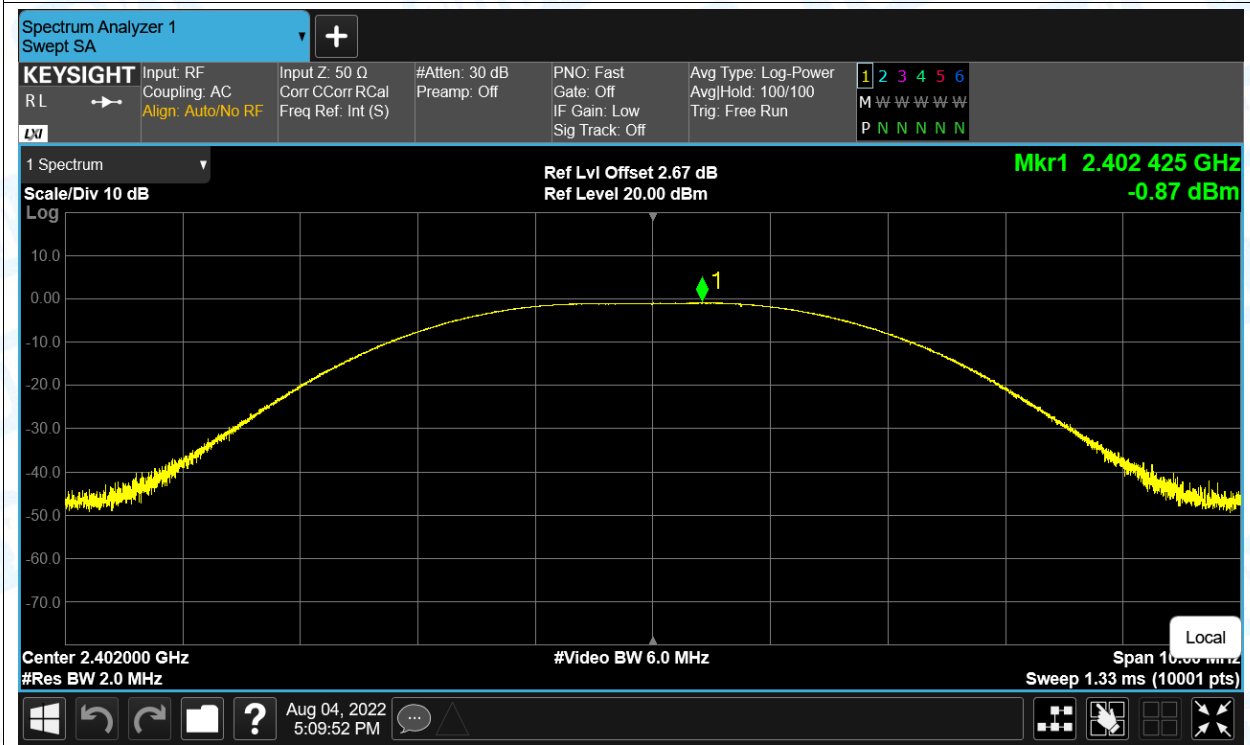 Spectrum Analyzer 1
Swept SA
+
KEYSIGHT
R L
LXI
Input: RF
Coupling: AC
Align: Auto/No RF
Input Z: 50 Ω
Corr CCorr RCal
Freq Ref: Int (S)
#Atten: 30 dB
Preamp: Off
PNO: Fast
Gate: Off
IF Gain: Low
Sig Track: Off
Avg Type: Log-Power
Avg|Hold: 100/100
Trig: Free Run
1 2 3 4 5 6
M W W W W W
P N N N N N
1 Spectrum
Scale/Div 10 dB
Log
Ref Lvl Offset 2.67 dB
Ref Level 20.00 dBm
Mkr1 2.402 425 GHz
-0.87 dBm
1
10.0
0.00
-10.0
-20.0
-30.0
-40.0
-50.0
-60.0
-70.0
Local
Center 2.402000 GHz
#Video BW 6.0 MHz
Span 10.00 MHz
#Res BW 2.0 MHz
Sweep 1.33 ms (10001 pts)
?
Aug 04, 2022
5:09:52 PM